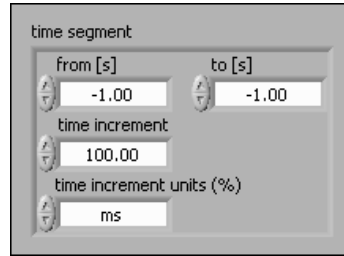 time segment
from [s] to [s]
-1.00 -1.00
time increment
100.00
time increment units (%)
ms